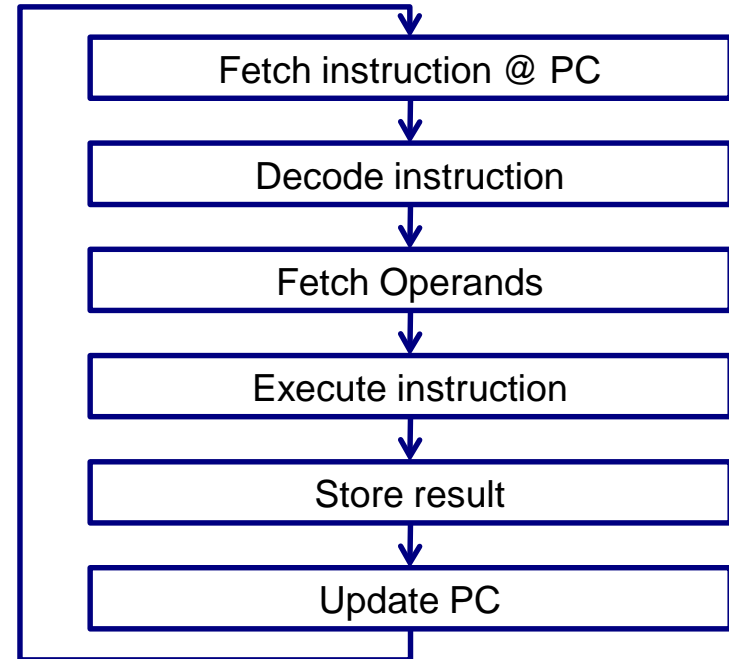 Fetch instruction @ PC
Decode instruction
Fetch Operands
Execute instruction
Store result
Update PC